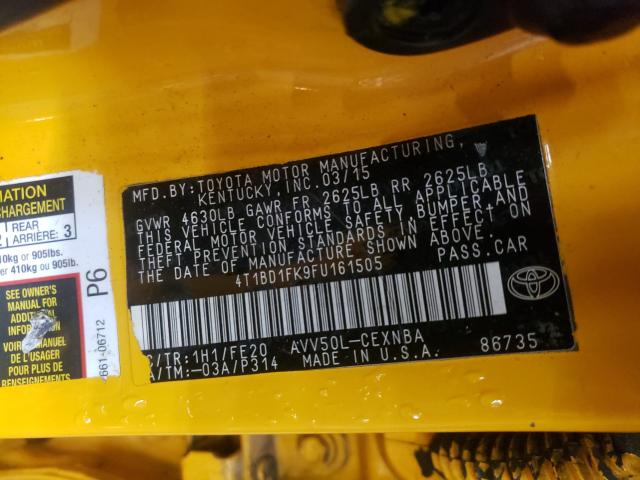 MFD. BY: TOYOTA MOTOR MANUFACTURING,
KENTUCKY, INC. 03/15
GVWR 4630LB GAWR FR 2625LB RR 2625LB
THIS VEHICLE CONFORMS TO ALL APPLICABLE
FEDERAL MOTOR VEHICLE SAFETY, BUMPER, AND
THEFT PREVENTION STANDARDS IN EFFECT ON
THE DATE OF MANUFACTURE SHOWN ABOVE.
4T1BD1FK9FU161505 PASS. CAR
C/TR: 1H1/FE20 AVV50L-CEXNBA
A/TM: -03A/P314 MADE IN U.S.A. 86735
MATION
CHARGEMENT
REAR
ARRIÈRE: 3
10kg or 905lbs.
r 410kg ou 905lb.
SEE OWNER'S
MANUAL FOR
ADDITIONAL
INFORMATION
VOIR
MANUEL DE
L'USAGER
POUR PLUS DE
RENSEIGNEMENTS
P6
661-06712